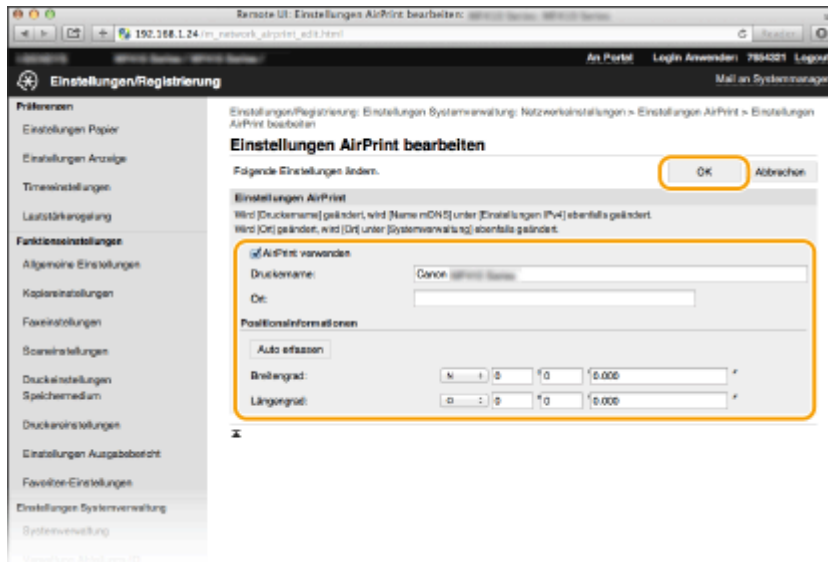 Remote UI: Einstellungen AirPrint bearbeiten:
192.168.1.24/m_network_airprint_edit.html
Reader
An Portal Login Anwender: 7654321 Logout
Einstellungen/Registrierung
Mail an Systemmanager
Präferenzen
Einstellungen Papier
Einstellungen Anzeige
Timereinstellungen
Lautstärkeregelung
Funktionseinstellungen
Allgemeine Einstellungen
Kopiereinstellungen
Faxeinstellungen
Scaneinstellungen
Druckeinstellungen
Speichermedium
Druckereinstellungen
Einstellungen Ausgabebericht
Favoriten-Einstellungen
Einstellungen Systemverwaltung
Systemverwaltung
Einstellungen/Registrierung: Einstellungen Systemverwaltung: Netzwerkeinstellungen > Einstellungen AirPrint > Einstellungen
AirPrint bearbeiten
Einstellungen AirPrint bearbeiten
Folgende Einstellungen ändern.
OK
Abbrechen
Einstellungen AirPrint
Wird [Druckername] geändert, wird [Name mDNS] unter [Einstellungen IPv4] ebenfalls geändert.
Wird [Ort] geändert, wird [Ort] unter [Systemverwaltung] ebenfalls geändert.
AirPrint verwenden
Druckername: Canon
Ort:
Positionsinformationen
Auto erfassen
Breitengrad: N 0 ° 0 ' 0.000 "
Längengrad: O 0 ° 0 ' 0.000 "